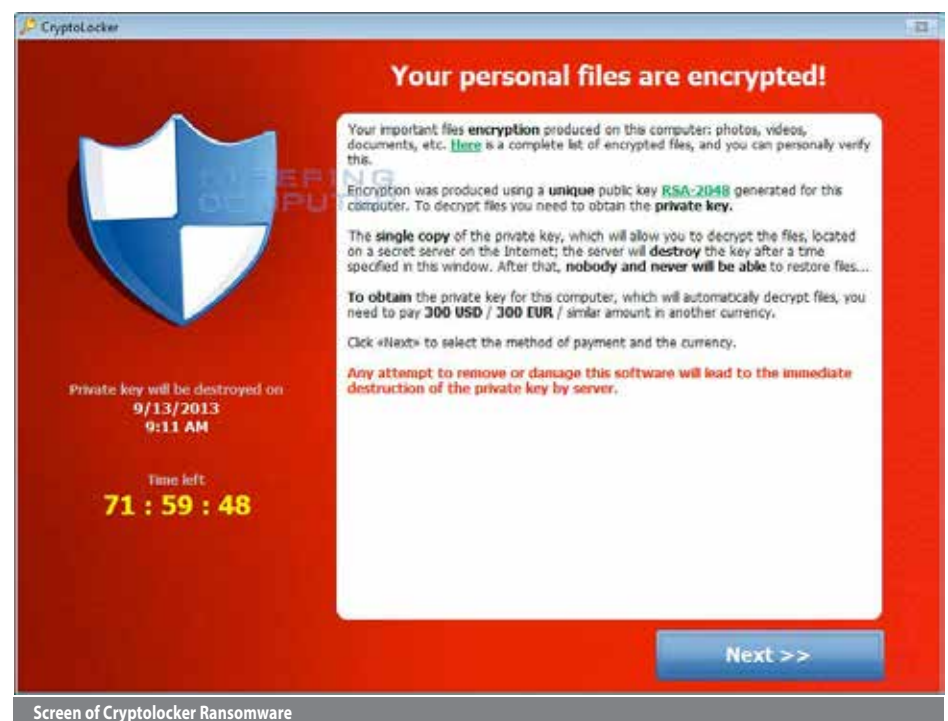 CryptoLocker
Your personal files are encrypted!
Your important files encryption produced on this computer: photos, videos,
documents, etc. Here is a complete list of encrypted files, and you can personally verify
this.
Encryption was produced using a unique public key RSA-2048 generated for this
computer. To decrypt files you need to obtain the private key.
The single copy of the private key, which will allow you to decrypt the files, located
on a secret server on the Internet; the server will destroy the key after a time
specified in this window. After that, nobody and never will be able to restore files...
To obtain the private key for this computer, which will automatically decrypt files, you
need to pay 300 USD / 300 EUR / similar amount in another currency.
Click «Next» to select the method of payment and the currency.
Any attempt to remove or damage this software will lead to the immediate
destruction of the private key by server.
Private key will be destroyed on
9/13/2013
9:11 AM
Time left
71 : 59 : 48
Next >>
Screen of Cryptolocker Ransomware